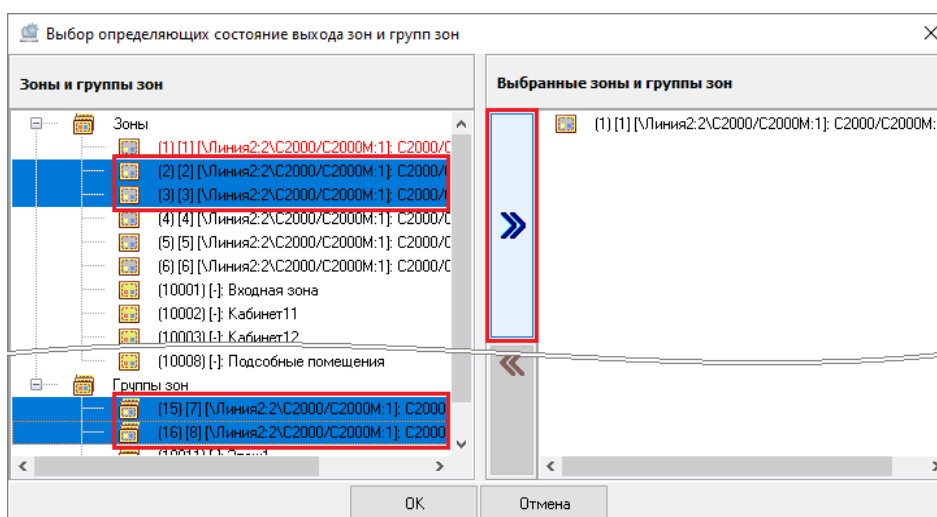 Выбор определяющих состояние выхода зон и групп зон
Зоны и группы зон
Зоны
(1) [1] [\Линия2:2\С2000/С2000М:1]: С2000/С
(2) [2] [\Линия2:2\С2000/С2000М:1]: С2000/
(3) [3] [\Линия2:2\С2000/С2000М:1]: С2000/
(4) [4] [\Линия2:2\С2000/С2000М:1]: С2000/
(5) [5] [\Линия2:2\С2000/С2000М:1]: С2000/С
(6) [6] [\Линия2:2\С2000/С2000М:1]: С2000/С
(10001) [-]: Входная зона
(10002) [-]: Кабинет11
(10003) [-]: Кабинет12
(10008) [-]: Подсобные помещения
Группы зон
(15) [7] [\Линия2:2\С2000/С2000М:1]: С2000
(16) [8] [\Линия2:2\С2000/С2000М:1]: С2000
Выбранные зоны и группы зон
(1) [1] [\Линия2:2\С2000/С2000М:1]: С2000/С2000М:
ОК
Отмена